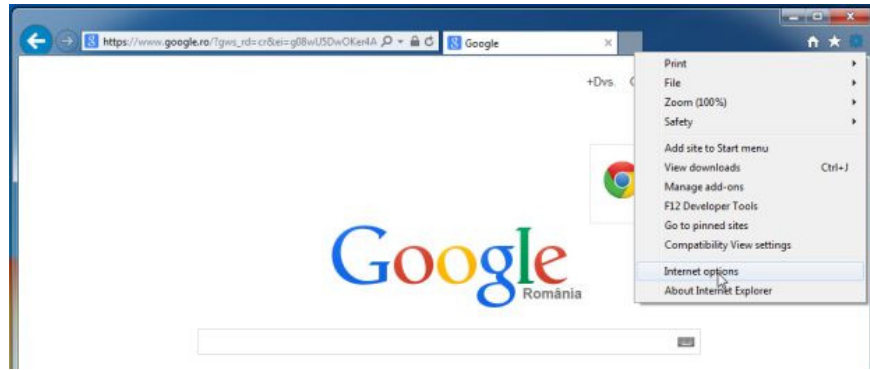 https://www.google.ro/?gws_rd=cr&ei=g08wU5DwOKerl4A
Google
+Dvs.
Print
File
Zoom (100%)
Safety
Add site to Start menu
View downloads Ctrl+J
Manage add-ons
F12 Developer Tools
Go to pinned sites
Compatibility View settings
Internet options
About Internet Explorer
Google
România